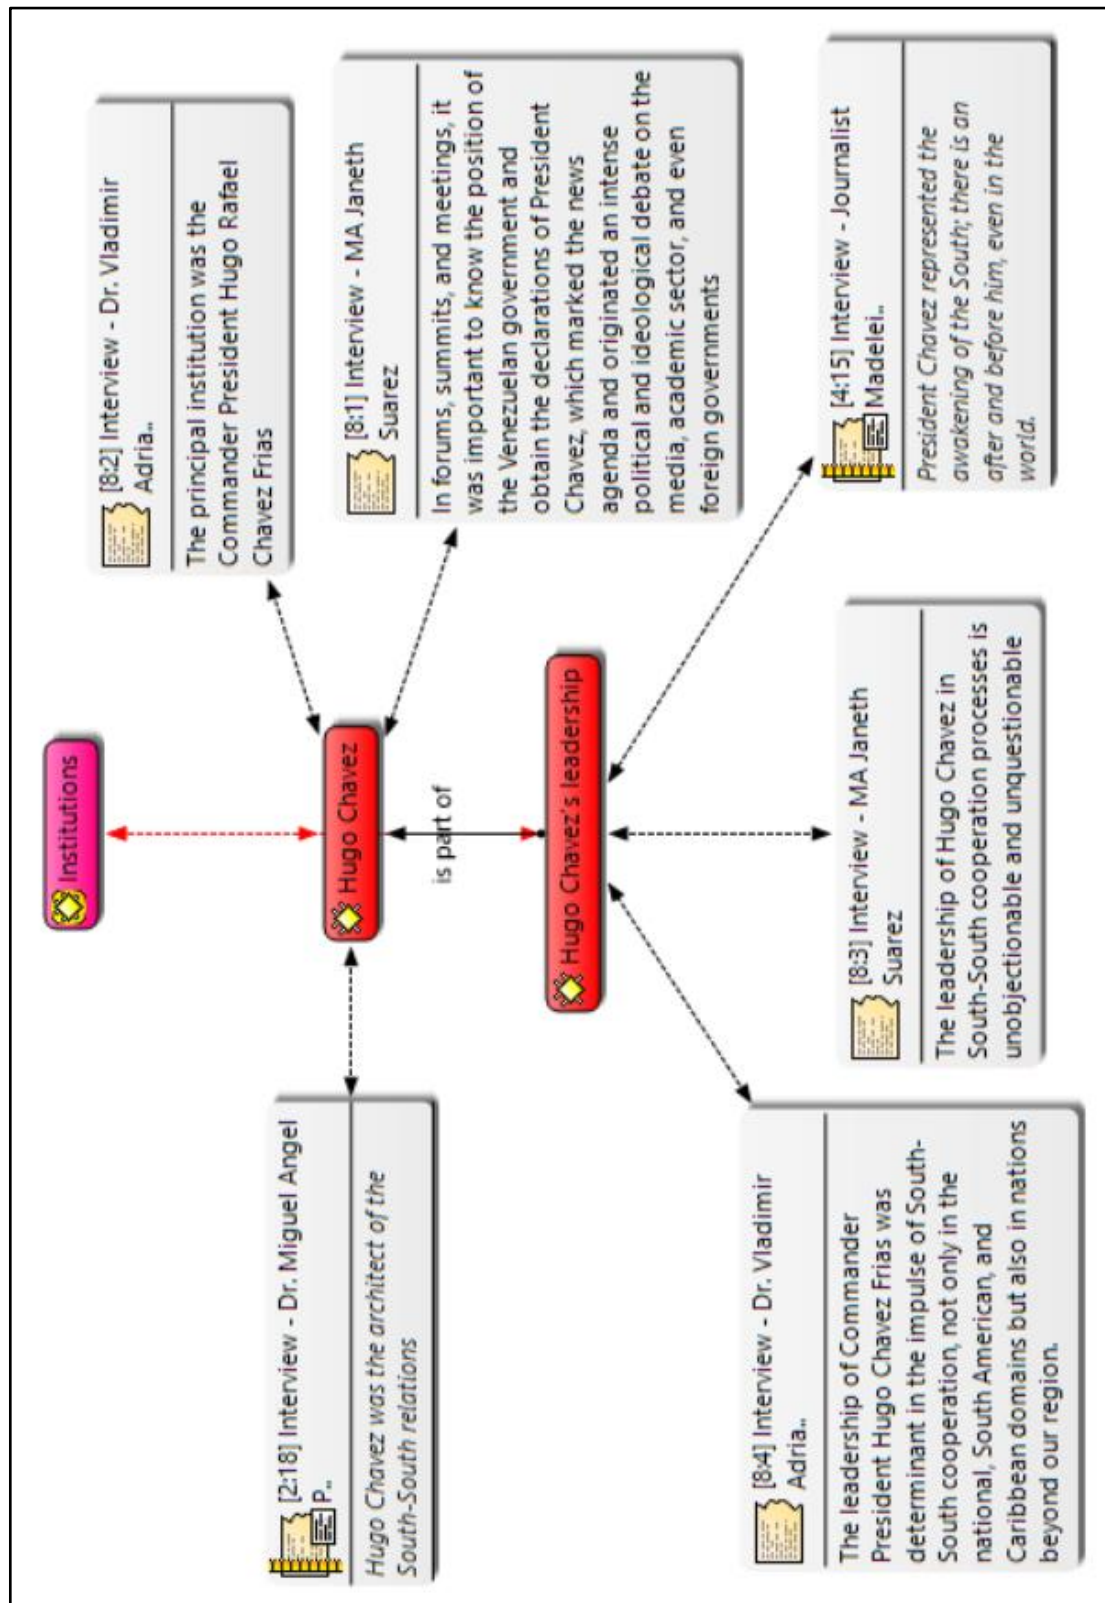 Institutions
[2:18] Interview - Dr. Miguel Angel
P..
Hugo Chavez was the architect of the
South-South relations
Hugo Chavez
[8:2] Interview - Dr. Vladimir
Adria..
The principal institution was the
Commander President Hugo Rafael
Chavez Frias
[8:1] Interview - MA Janeth
Suarez
In forums, summits, and meetings, it
was important to know the position of
the Venezuelan government and
obtain the declarations of President
Chavez, which marked the news
agenda and originated an intense
political and ideological debate on the
media, academic sector, and even
foreign governments
is part of
Hugo Chavez's leadership
[8:4] Interview - Dr. Vladimir
Adria..
The leadership of Commander
President Hugo Chavez Frias was
determinant in the impulse of South-
South cooperation, not only in the
national, South American, and
Caribbean domains but also in nations
beyond our region.
[8:3] Interview - MA Janeth
Suarez
The leadership of Hugo Chavez in
South-South cooperation processes is
unobjectionable and unquestionable
[4:15] Interview - Journalist
Madelei..
President Chavez represented the
awakening of the South; there is an
after and before him, even in the
world.